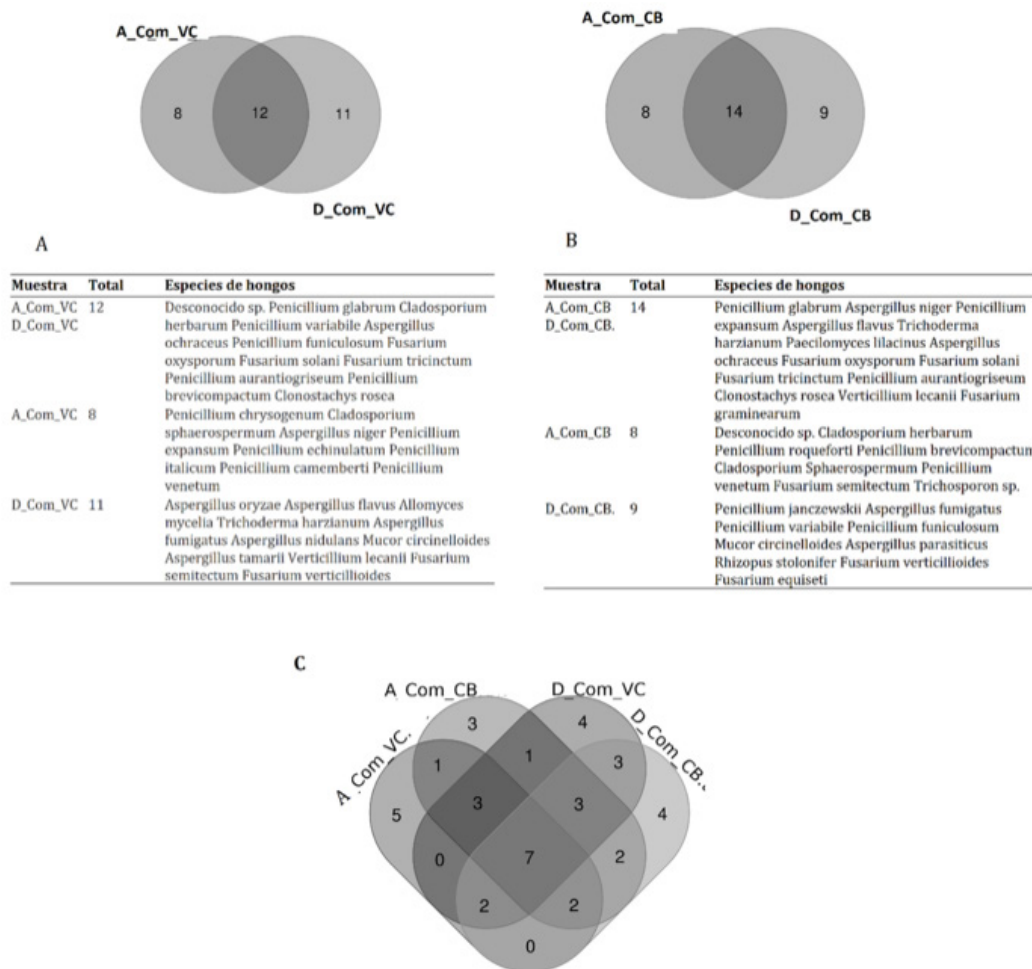 A_Com_VC
A_Com_CB
8
12
11
8
14
9
D_Com_VC
D_Com_CB
A
B
Muestra Total Especies de hongos
A_Com_VC 12 Desconocido sp. Penicillium glabrum Cladosporium
D_Com_VC herbarum Penicillium variabile Aspergillus
ochraceus Penicillium funiculosum Fusarium
oxysporum Fusarium solani Fusarium tricinctum
Penicillium aurantiogriseum Penicillium
brevicompactum Clonostachys rosea
A_Com_VC 8 Penicillium chrysogenum Cladosporium
sphaerospermum Aspergillus niger Penicillium
expansum Penicillium echinulatum Penicillium
italicum Penicillium camemberti Penicillium
venetum
D_Com_VC 11 Aspergillus oryzae Aspergillus flavus Allomyces
mycelia Trichoderma harzianum Aspergillus
fumigatus Aspergillus nidulans Mucor circinelloides
Aspergillus tamarii Verticillium lecanii Fusarium
semitectum Fusarium verticillioides
Muestra Total Especies de hongos
A_Com_CB 14 Penicillium glabrum Aspergillus niger Penicillium
D_Com_CB. expansum Aspergillus flavus Trichoderma
harzianum Paecilomyces lilacinus Aspergillus
ochraceus Fusarium oxysporum Fusarium solani
Fusarium tricinctum Penicillium aurantiogriseum
Clonostachys rosea Verticillium lecanii Fusarium
graminearum
A_Com_CB 8 Desconocido sp. Cladosporium herbarum
Penicillium roqueforti Penicillium brevicompactum
Cladosporium Sphaerospermum Penicillium
venetum Fusarium semitectum Trichosporon sp.
D_Com_CB. 9 Penicillium janczewskii Aspergillus fumigatus
Penicillium variabile Penicillium funiculosum
Mucor circinelloides Aspergillus parasiticus
Rhizopus stolonifer Fusarium verticillioides
Fusarium equiseti
C
A_Com_CB
D_Com_VC
A_Com_VC.
D_Com_CB.
3
4
1
1
3
5
3
3
4
0
7
2
2
2
0